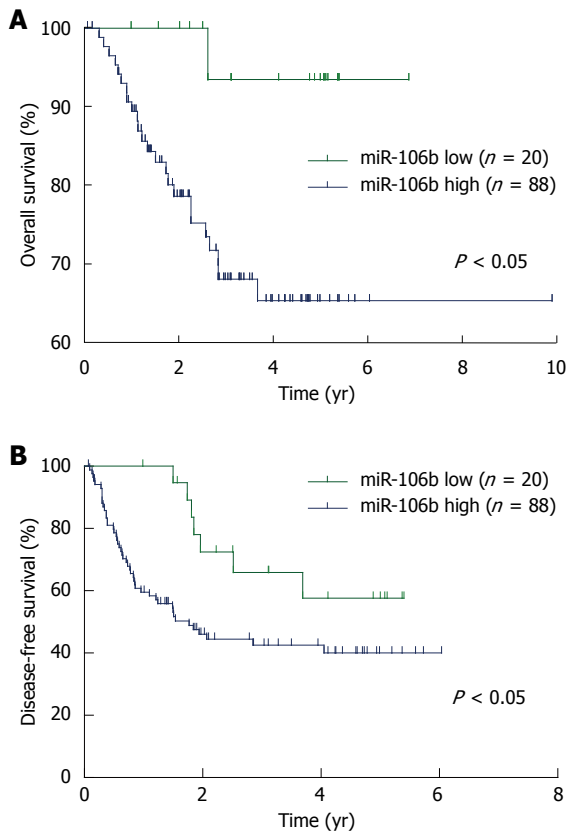 A
Overall survival (%)
100
90
80
70
60
miR-106b low (n = 20)
miR-106b high (n = 88)
P < 0.05
0 2 4 6 8 10
Time (yr)
B
Disease-free survival (%)
100
80
60
40
20
0
miR-106b low (n = 20)
miR-106b high (n = 88)
P < 0.05
0 2 4 6 8
Time (yr)